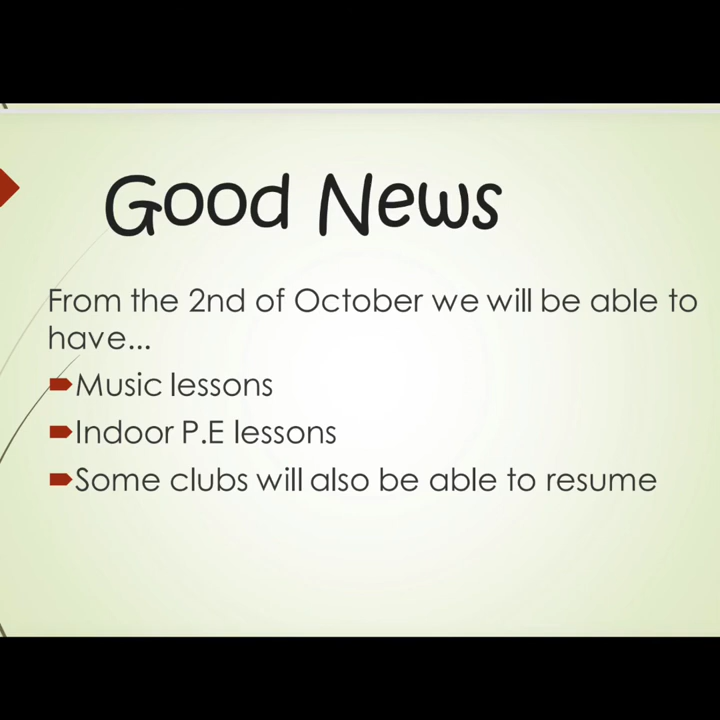 Good News
From the 2nd of October we will be able to
have...
Music lessons
Indoor P.E lessons
Some clubs will also be able to resume